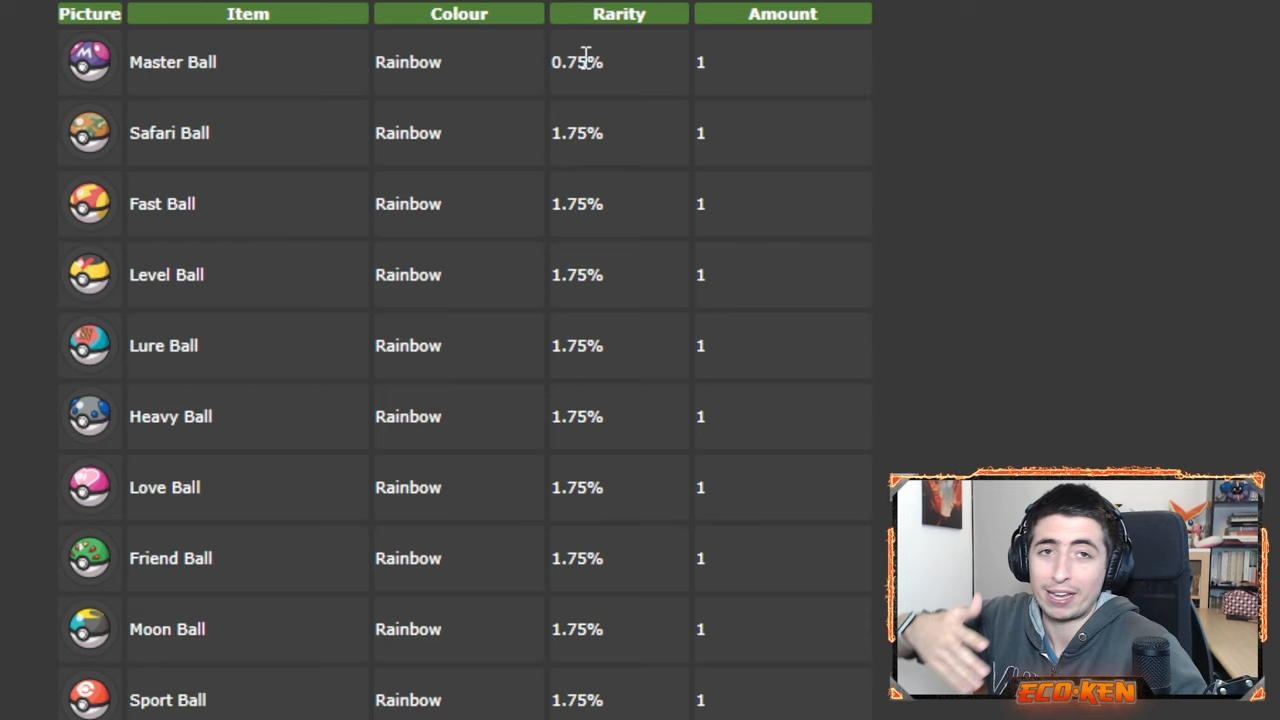 Picture Item Colour Rarity Amount
Master Ball Rainbow 0.75% 1
Safari Ball Rainbow 1.75% 1
Fast Ball Rainbow 1.75% 1
Level Ball Rainbow 1.75% 1
Lure Ball Rainbow 1.75% 1
Heavy Ball Rainbow 1.75% 1
Love Ball Rainbow 1.75% 1
Friend Ball Rainbow 1.75% 1
Moon Ball Rainbow 1.75% 1
Sport Ball Rainbow 1.75% 1
ECO•KEN